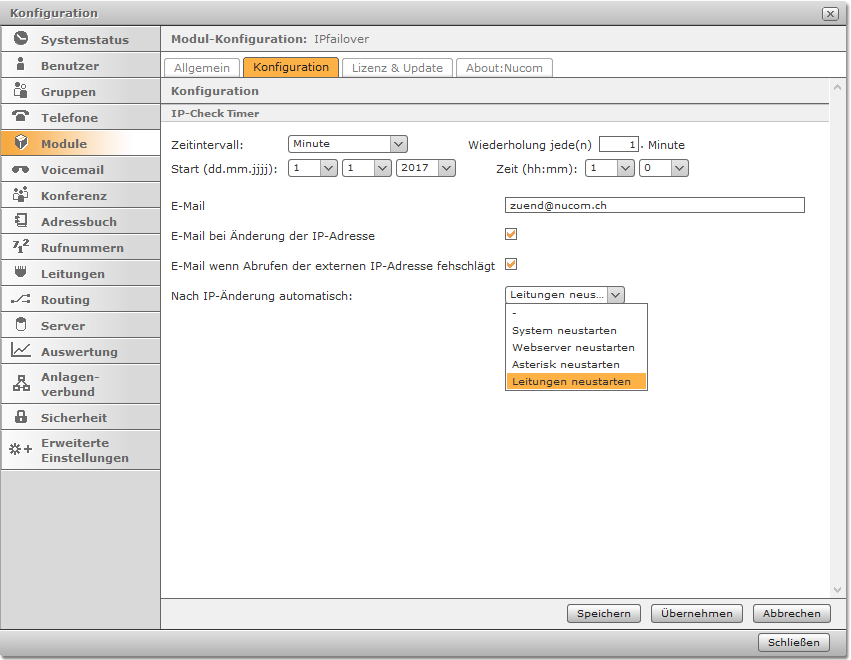 Konfiguration
Systemstatus
Benutzer
Gruppen
Telefone
Module
Voicemail
Konferenz
Adressbuch
Rufnummern
Leitungen
Routing
Server
Auswertung
Anlagen-
verbund
Sicherheit
Erweiterte
Einstellungen
Modul-Konfiguration: IPfailover
Allgemein Konfiguration Lizenz & Update About:Nucom
Konfiguration
IP-Check Timer
Zeitintervall: Minute Wiederholung jede(n) 1. Minute
Start (dd.mm.jjjj): 1 1 2017 Zeit (hh:mm): 1 0
E-Mail zuend@nucom.ch
E-Mail bei Änderung der IP-Adresse
E-Mail wenn Abrufen der externen IP-Adresse fehschlägt
Nach IP-Änderung automatisch: Leitungen neus...
-
System neustarten
Webserver neustarten
Asterisk neustarten
Leitungen neustarten
Speichern Übernehmen Abbrechen
Schließen